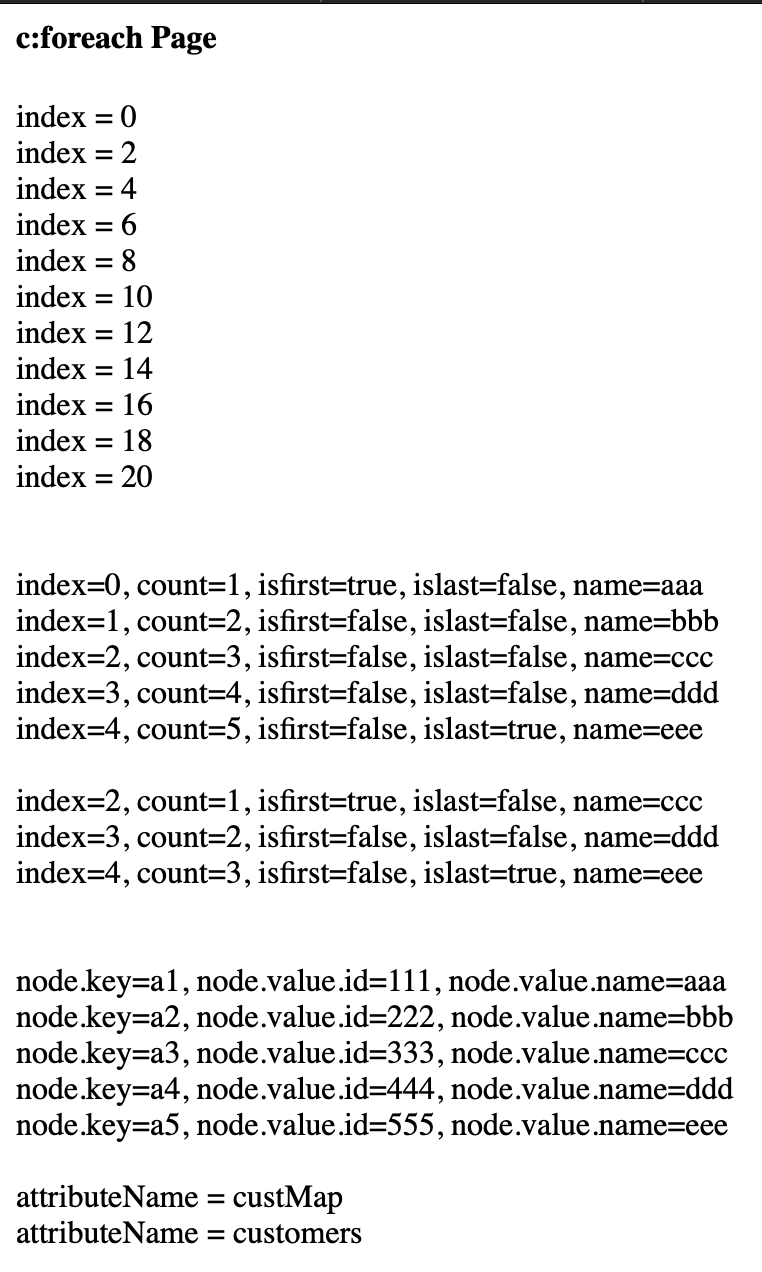 c:foreach Page
index = 0
index = 2
index = 4
index = 6
index = 8
index = 10
index = 12
index = 14
index = 16
index = 18
index = 20
index=0, count=1, isfirst=true, islast=false, name=aaa
index=1, count=2, isfirst=false, islast=false, name=bbb
index=2, count=3, isfirst=false, islast=false, name=ccc
index=3, count=4, isfirst=false, islast=false, name=ddd
index=4, count=5, isfirst=false, islast=true, name=eee
index=2, count=1, isfirst=true, islast=false, name=ccc
index=3, count=2, isfirst=false, islast=false, name=ddd
index=4, count=3, isfirst=false, islast=true, name=eee
node.key=a1, node.value.id=111, node.value.name=aaa
node.key=a2, node.value.id=222, node.value.name=bbb
node.key=a3, node.value.id=333, node.value.name=ccc
node.key=a4, node.value.id=444, node.value.name=ddd
node.key=a5, node.value.id=555, node.value.name=eee
attributeName = custMap
attributeName = customers